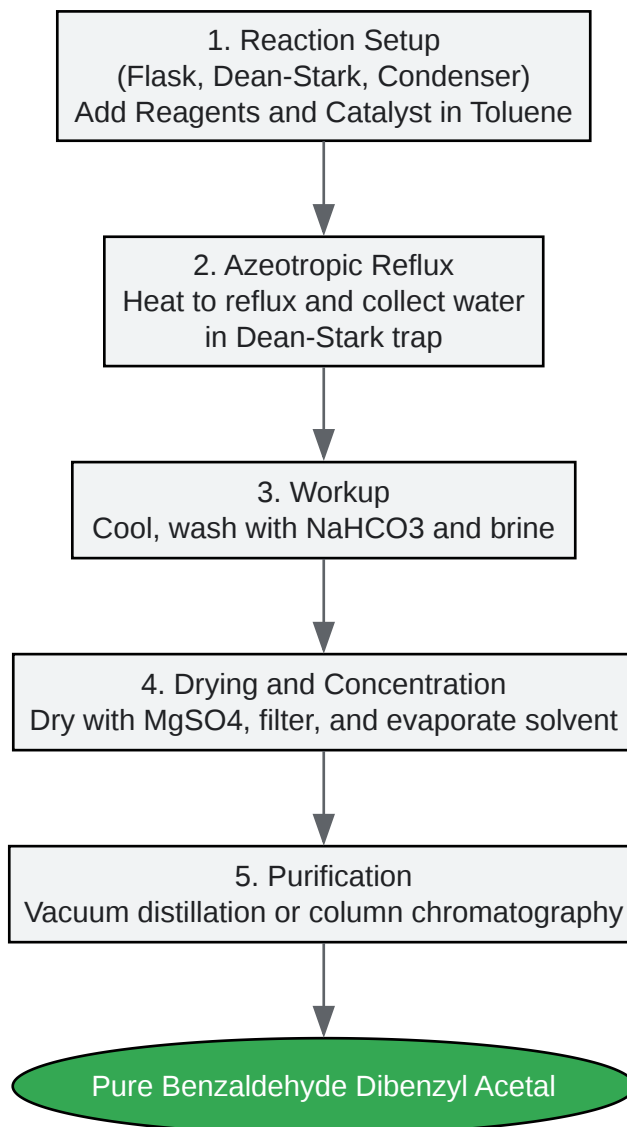 1. Reaction Setup
(Flask, Dean-Stark, Condenser)
Add Reagents and Catalyst in Toluene
2. Azeotropic Reflux
Heat to reflux and collect water
in Dean-Stark trap
3. Workup
Cool, wash with NaHCO3 and brine
4. Drying and Concentration
Dry with MgSO4, filter, and evaporate solvent
5. Purification
Vacuum distillation or column chromatography
Pure Benzaldehyde Dibenzyl Acetal